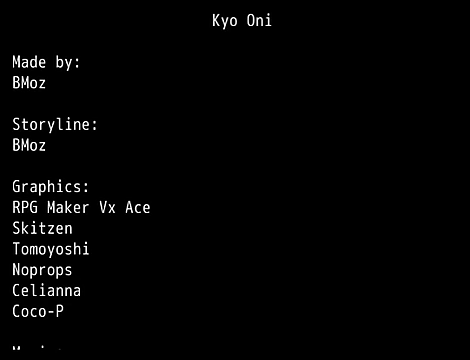 Kyo Oni
Made by:
BMoz
Storyline:
BMoz
Graphics:
RPG Maker Vx Ace
Skitzen
Tomoyoshi
Noprops
Celianna
Coco-P